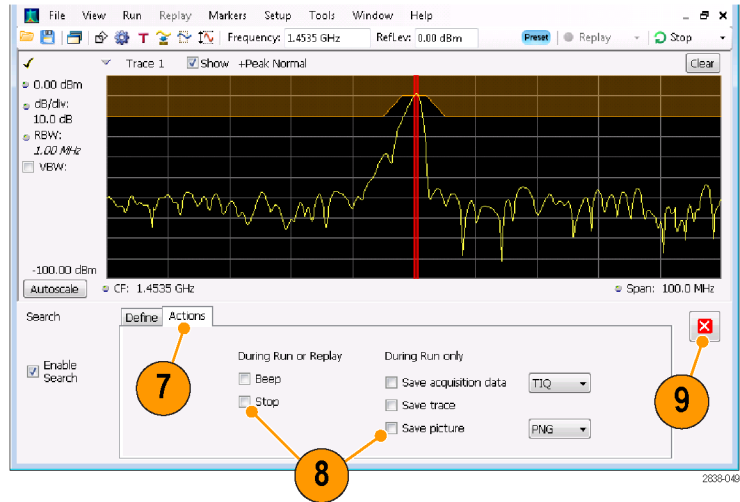 File View Run Replay Markers Setup Tools Window Help
T Frequency: 1.4535 GHz RefLev: 0.00 dBm Preset Replay Stop
Trace 1 Show +Peak Normal Clear
0.00 dBm
dB/div:
10.0 dB
RBW:
1.00 MHz
VBW:
-100.00 dBm
Autoscale CF: 1.4535 GHz Span: 100.0 MHz
Search Define Actions
Enable
Search
During Run or Replay During Run only
Beep Save acquisition data TIQ
Stop Save trace
Save picture PNG
7
8
9
2838-049